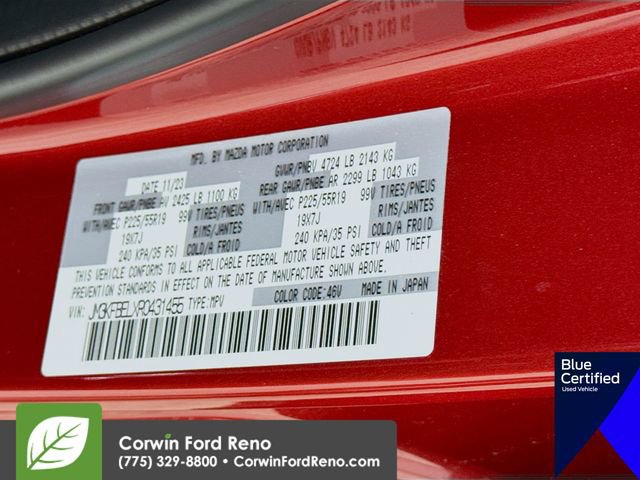 MFD. BY MAZDA MOTOR CORPORATION
DATE 11/23
GVWR/PNBV 4724 LB 2143 KG
FRONT GAWR/PNBE AV 2425 LB 1100 KG
REAR GAWR/PNBE AR 2299 LB 1043 KG
WITH/AVEC P225/55R19 99V TIRES/PNEUS
WITH/AVEC P225/55R19 99V TIRES/PNEUS
19X7J RIMS/JANTES
19X7J RIMS/JANTES
240 KPA/35 PSI COLD/A FROID
240 KPA/35 PSI COLD/A FROID
THIS VEHICLE CONFORMS TO ALL APPLICABLE FEDERAL MOTOR VEHICLE SAFETY AND THEFT
PREVENTION STANDARDS IN EFFECT ON THE DATE OF MANUFACTURE SHOWN ABOVE.
COLOR CODE:46V MADE IN JAPAN
VIN: JM3KFBELXR0431455 TYPE:MPV
Blue
Certified
Used Vehicle
Corwin Ford Reno
(775) 329-8800 • CorwinFordReno.com